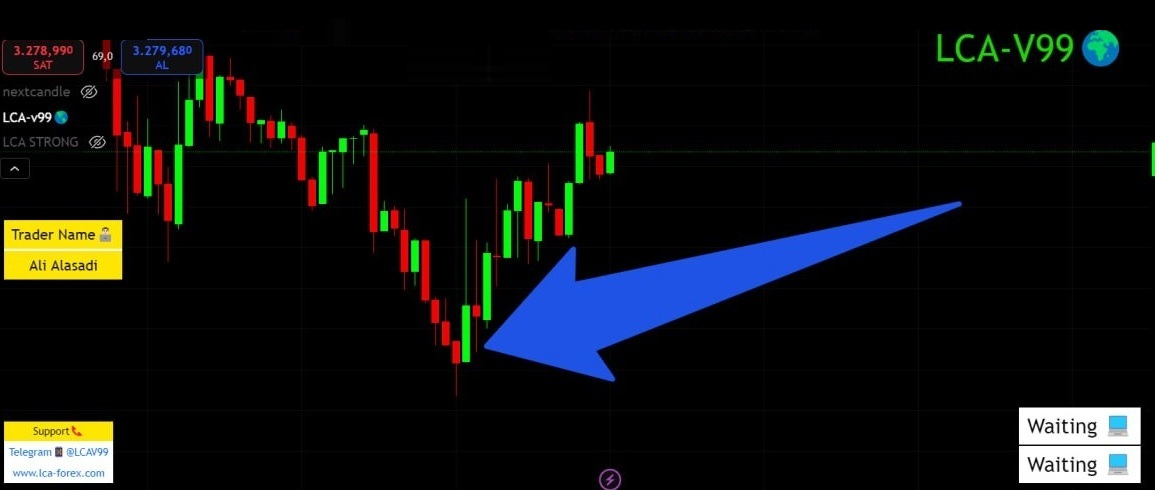 LCA-V99
3.278,990
SAT
69,0
3.279,680
AL
nextcandle
LCA-v99
LCA STRONG
Trader Name
Ali Alasadi
Support
Telegram @LCAV99
www.lca-forex.com
Waiting
Waiting